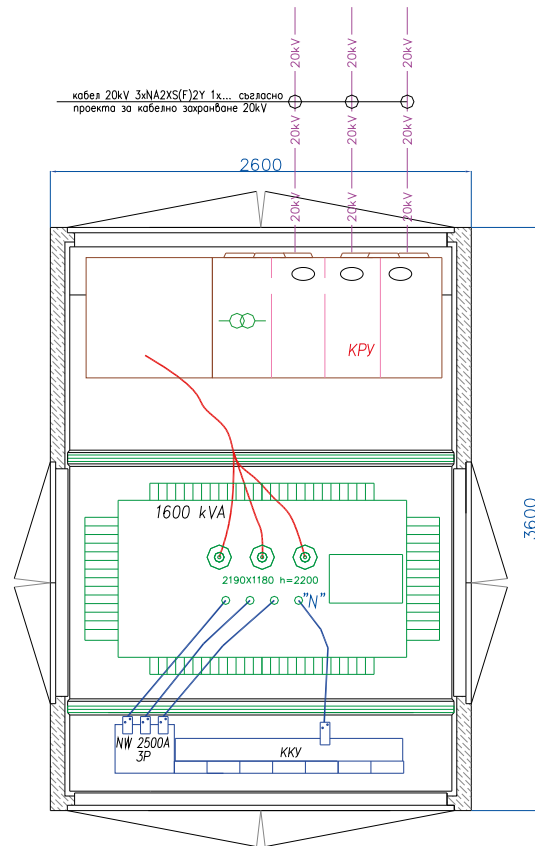 20kV 20kV 20kV
кабел 20kV 3xNA2XS(F)2Y 1x... съгласно
проекта за кабелно захранване 20kV
20kV 20kV 20kV
2600
20kV 20kV 20kV
КРУ
1600 kVA
3600
2190X1180 h=2200
"N"
NW 2500A
3P
ККУ